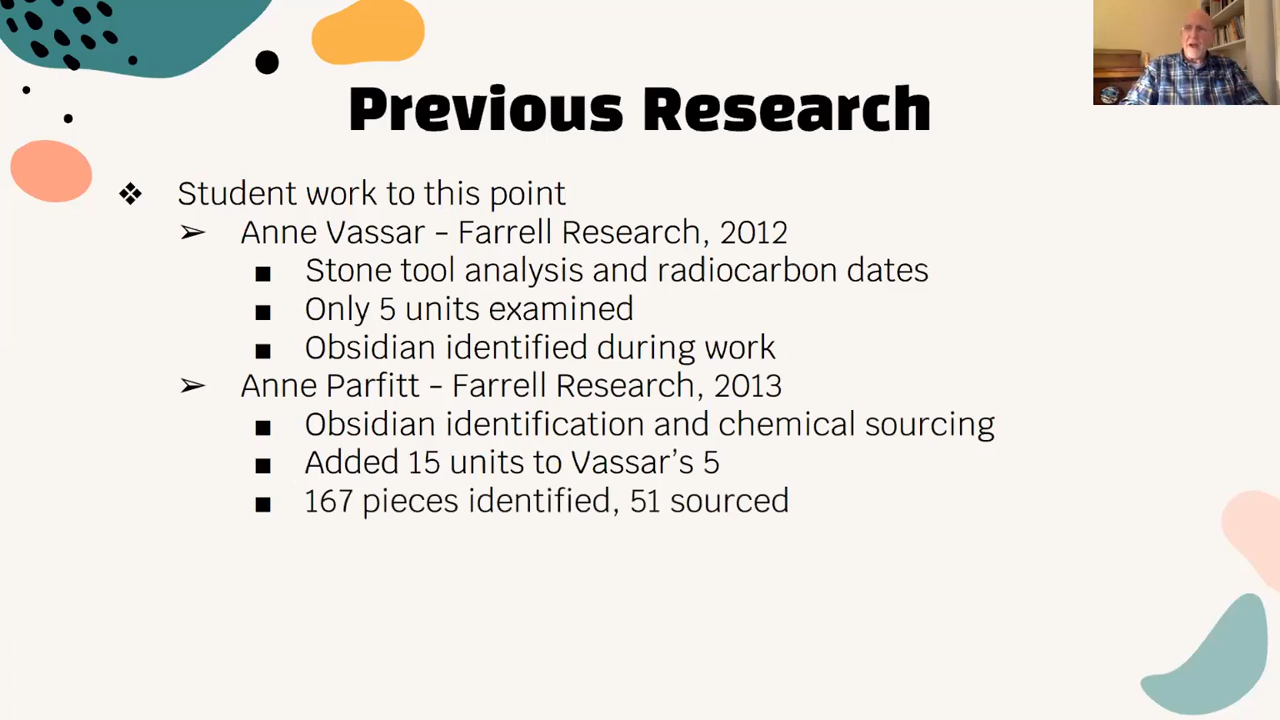 Previous Research
❖ Student work to this point
➢ Anne Vassar – Farrell Research, 2012
■ Stone tool analysis and radiocarbon dates
■ Only 5 units examined
■ Obsidian identified during work
➢ Anne Parfitt – Farrell Research, 2013
■ Obsidian identification and chemical sourcing
■ Added 15 units to Vassar’s 5
■ 167 pieces identified, 51 sourced